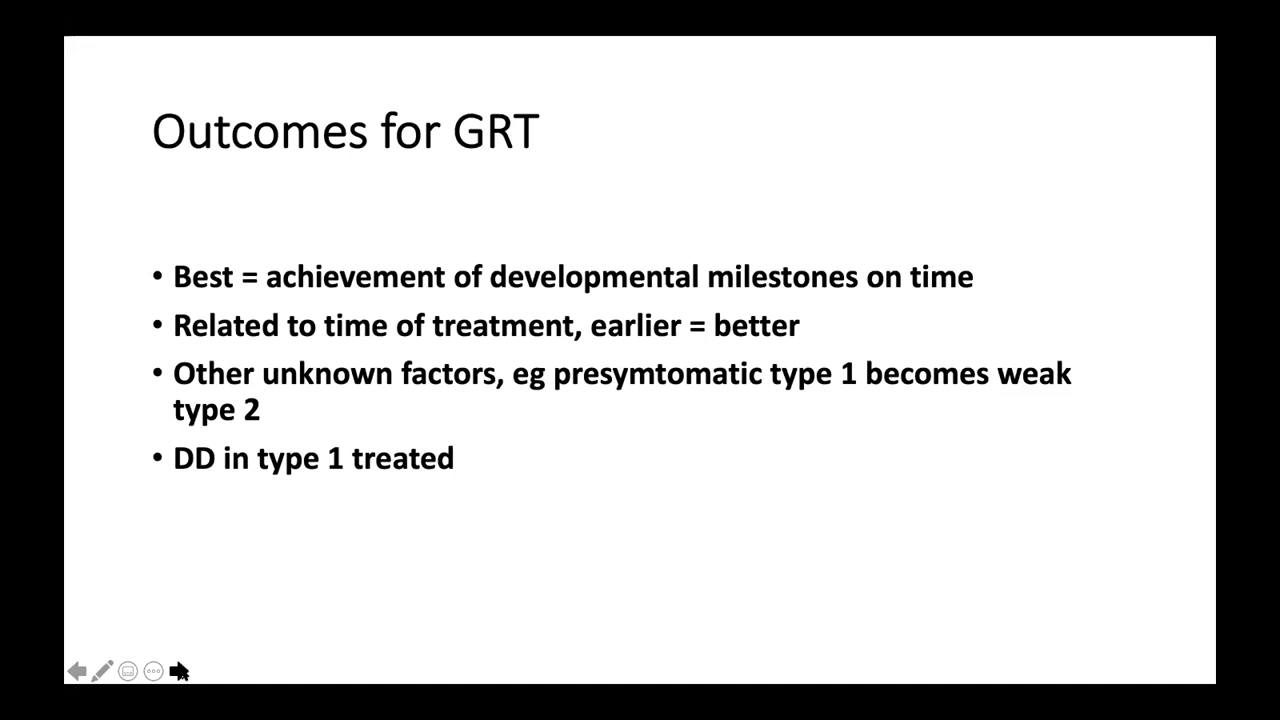 Outcomes for GRT
• Best = achievement of developmental milestones on time
• Related to time of treatment, earlier = better
• Other unknown factors, eg presymtomatic type 1 becomes weak
type 2
• DD in type 1 treated